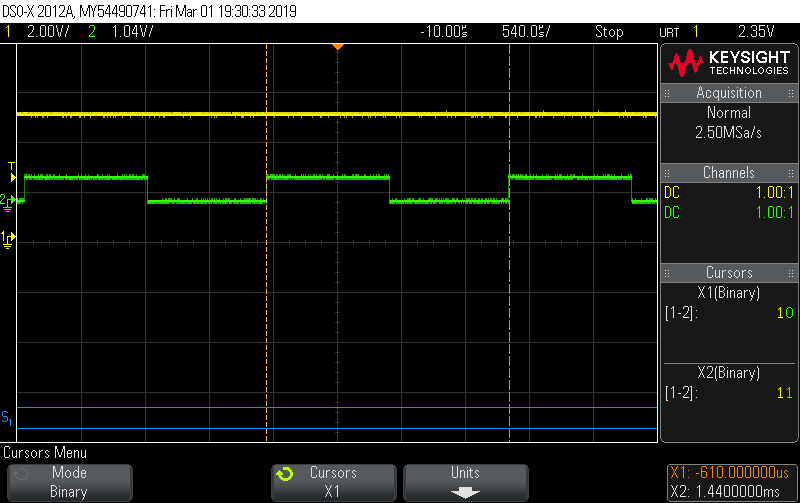 DSO-X 2012A, MY54490741: Fri Mar 01 19:30:33 2019
1 2.00V/ 2 1.04V/ -10.00s 540.0s/ Stop URT 1 2.35V
KEYSIGHT
TECHNOLOGIES
Acquisition
Normal
2.50MSa/s
Channels
DC 1.00:1
DC 1.00:1
Cursors
X1(Binary)
[1-2]: 10
X2(Binary)
[1-2]: 11
T
2
1
S1
Cursors Menu
Mode
Binary
Cursors
X1
Units
X1: -610.000000us
X2: 1.4400000ms